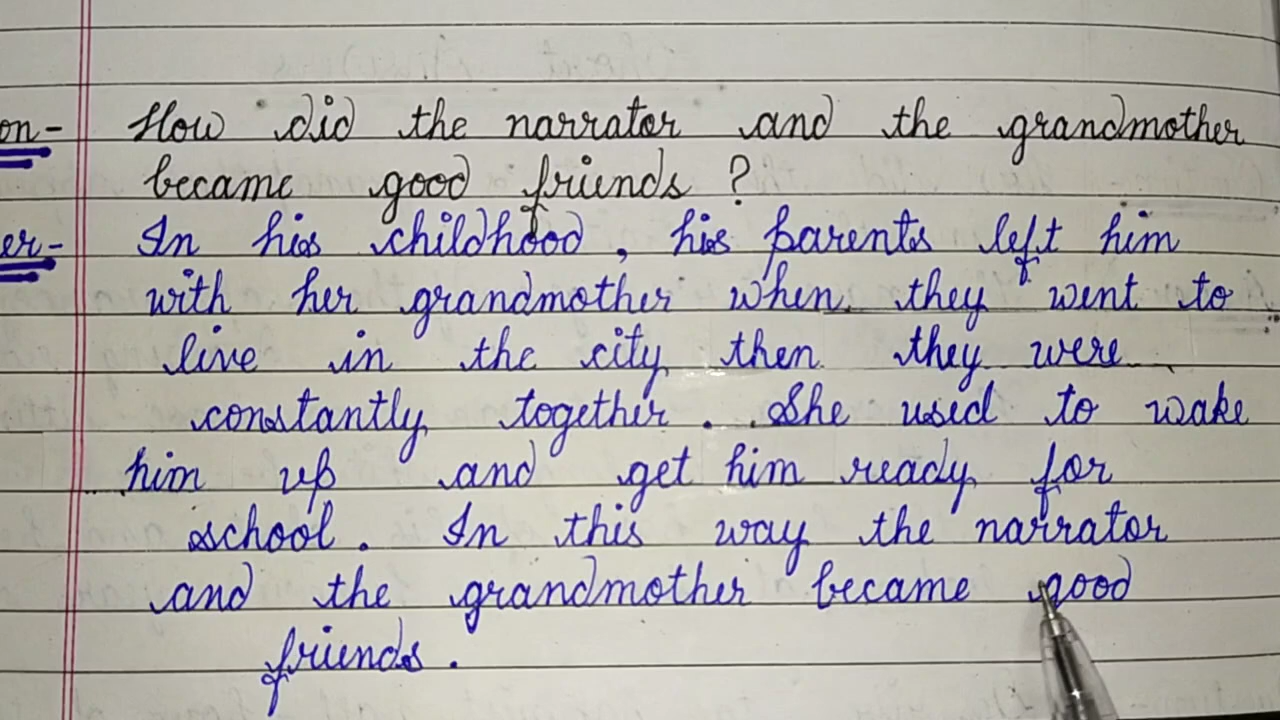 on- How did the narrator and the grandmother
became good friends ?
er- In his childhood, his parents left him
with her grandmother when they went to
live in the city then they were
constantly together. She used to wake
him up and get him ready for
school. In this way the narrator
and the grandmother became good
friends.